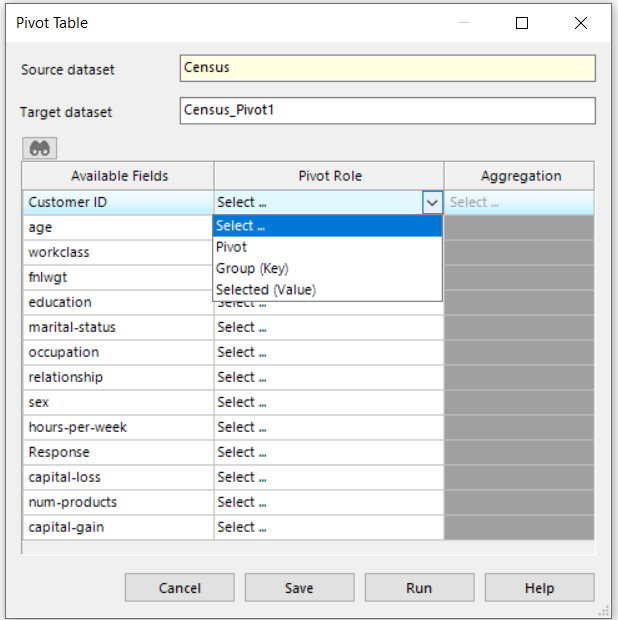 Pivot Table
Source dataset Census
Target dataset Census_Pivot1
Available Fields Pivot Role Aggregation
Customer ID Select ... Select ...
age Select ...
workclass Pivot
fnlwgt Group (Key)
Selected (Value)
education Select ...
marital-status Select ...
occupation Select ...
relationship Select ...
sex Select ...
hours-per-week Select ...
Response Select ...
capital-loss Select ...
num-products Select ...
capital-gain Select ...
Cancel Save Run Help